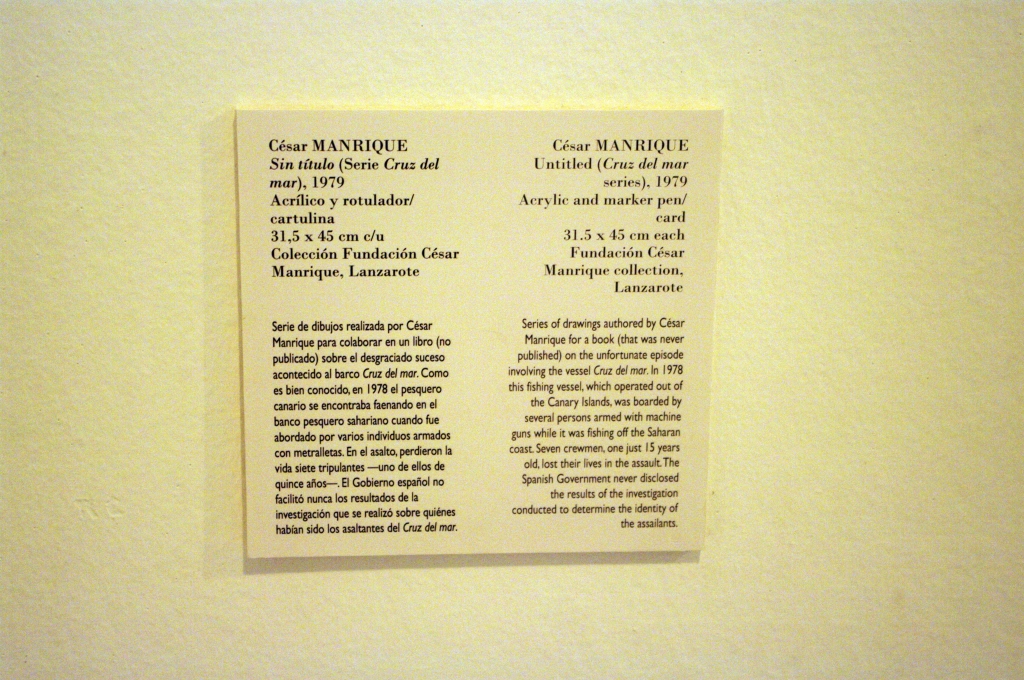 César MANRIQUE
Sin título (Serie Cruz del
mar), 1979
Acrílico y rotulador/
cartulina
31,5 x 45 cm c/u
Colección Fundación César
Manrique, Lanzarote
Serie de dibujos realizada por César
Manrique para colaborar en un libro (no
publicado) sobre el desgraciado suceso
acontecido al barco Cruz del mar. Como
es bien conocido, en 1978 el pesquero
canario se encontraba faenando en el
banco pesquero sahariano cuando fue
abordado por varios individuos armados
con metralletas. En el asalto, perdieron la
vida siete tripulantes —uno de ellos de
quince años—. El Gobierno español no
facilitó nunca los resultados de la
investigación que se realizó sobre quiénes
habían sido los asaltantes del Cruz del mar.
César MANRIQUE
Untitled (Cruz del mar
series), 1979
Acrylic and marker pen/
card
31.5 x 45 cm each
Fundación César
Manrique collection,
Lanzarote
Series of drawings authored by César
Manrique for a book (that was never
published) on the unfortunate episode
involving the vessel Cruz del mar. In 1978
this fishing vessel, which operated out of
the Canary Islands, was boarded by
several persons armed with machine
guns while it was fishing off the Saharan
coast. Seven crewmen, one just 15 years
old, lost their lives in the assault. The
Spanish Government never disclosed
the results of the investigation
conducted to determine the identity of
the assailants.